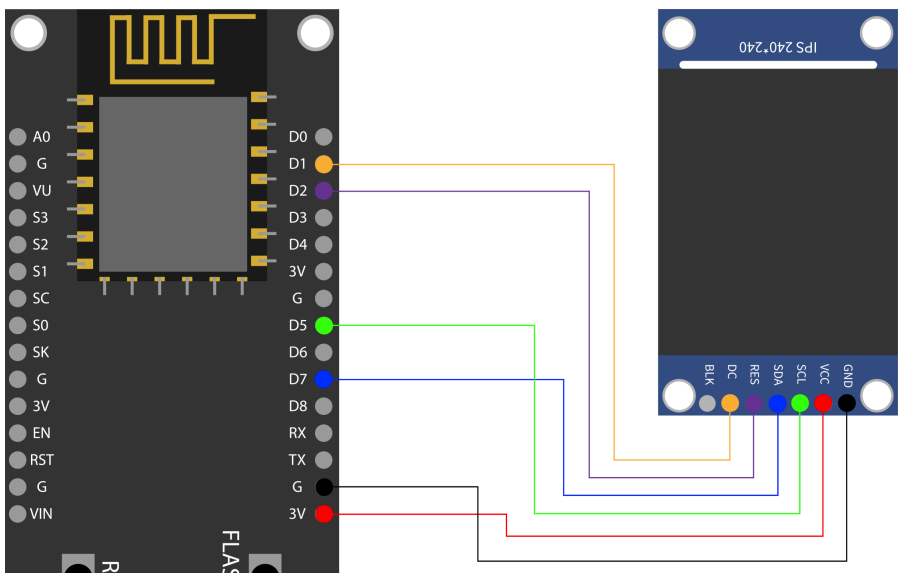 IPS 240*240
A0
G
VU
S3
S2
S1
SC
S0
SK
G
3V
EN
RST
G
VIN
D0
D1
D2
D3
D4
3V
G
D5
D6
D7
D8
RX
TX
G
3V
BLK
DC
RES
SDA
SCL
VCC
GND
R
FLAS